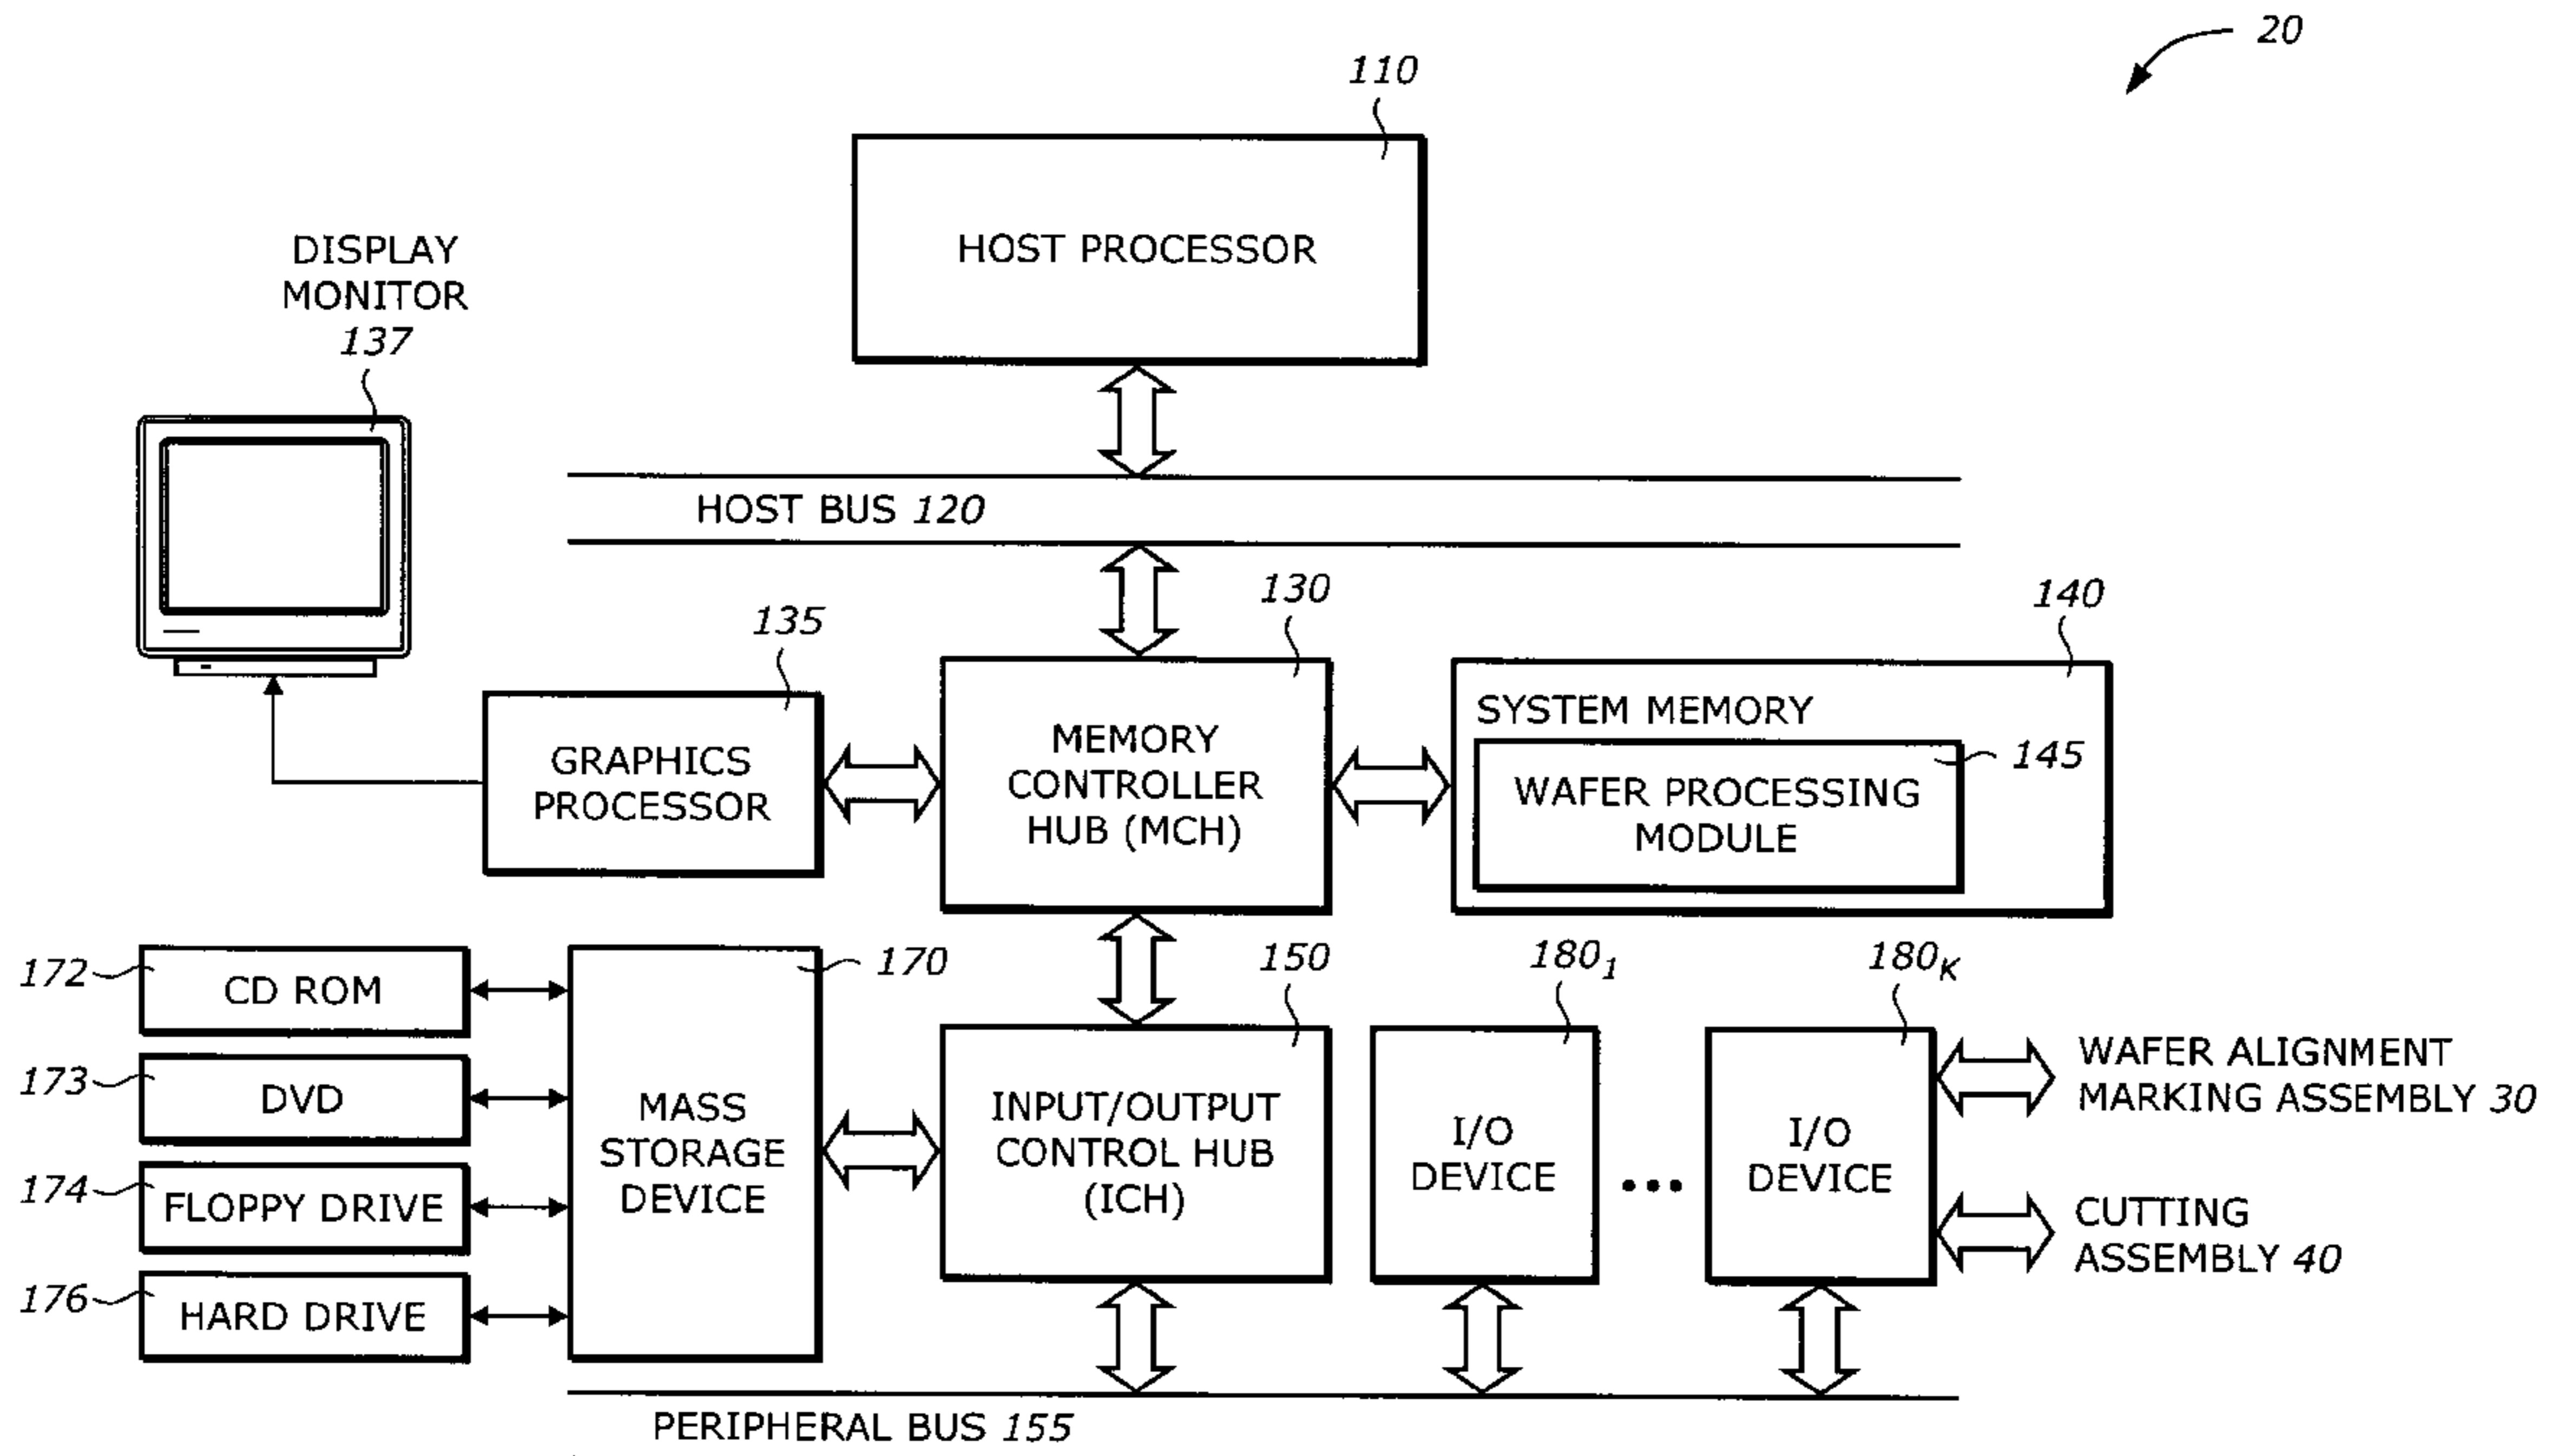 20
110
HOST PROCESSOR
DISPLAY
MONITOR
137
HOST BUS 120
130
135
140
SYSTEM MEMORY
145
WAFER PROCESSING
MODULE
MEMORY
CONTROLLER
HUB (MCH)
GRAPHICS
PROCESSOR
172
CD ROM
173
DVD
174
FLOPPY DRIVE
176
HARD DRIVE
170
MASS
STORAGE
DEVICE
150
INPUT/OUTPUT
CONTROL HUB
(ICH)
180₁
I/O
DEVICE
...
180K
I/O
DEVICE
WAFER ALIGNMENT
MARKING ASSEMBLY 30
CUTTING
ASSEMBLY 40
PERIPHERAL BUS 155